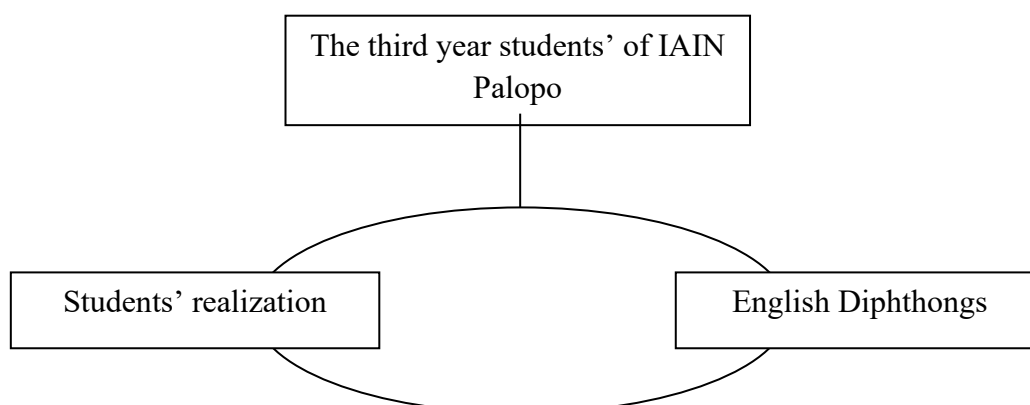 The third year students’ of IAIN
Palopo
Students’ realization
English Diphthongs